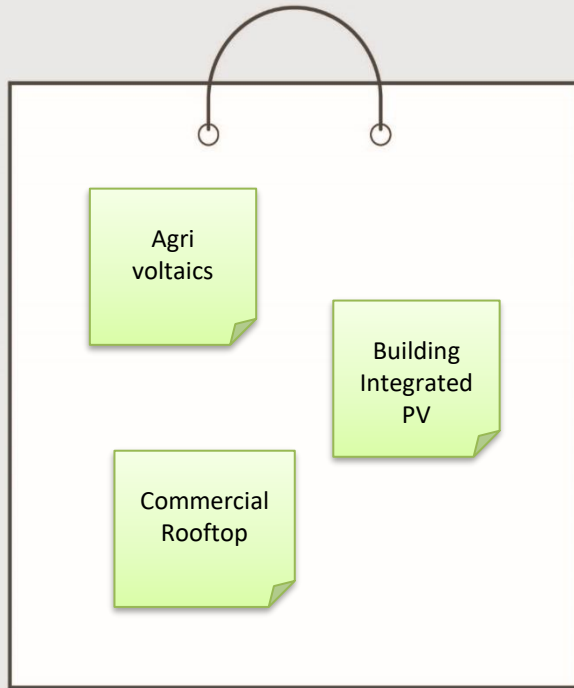 Agri
voltaics
Building
Integrated
PV
Commercial
Rooftop